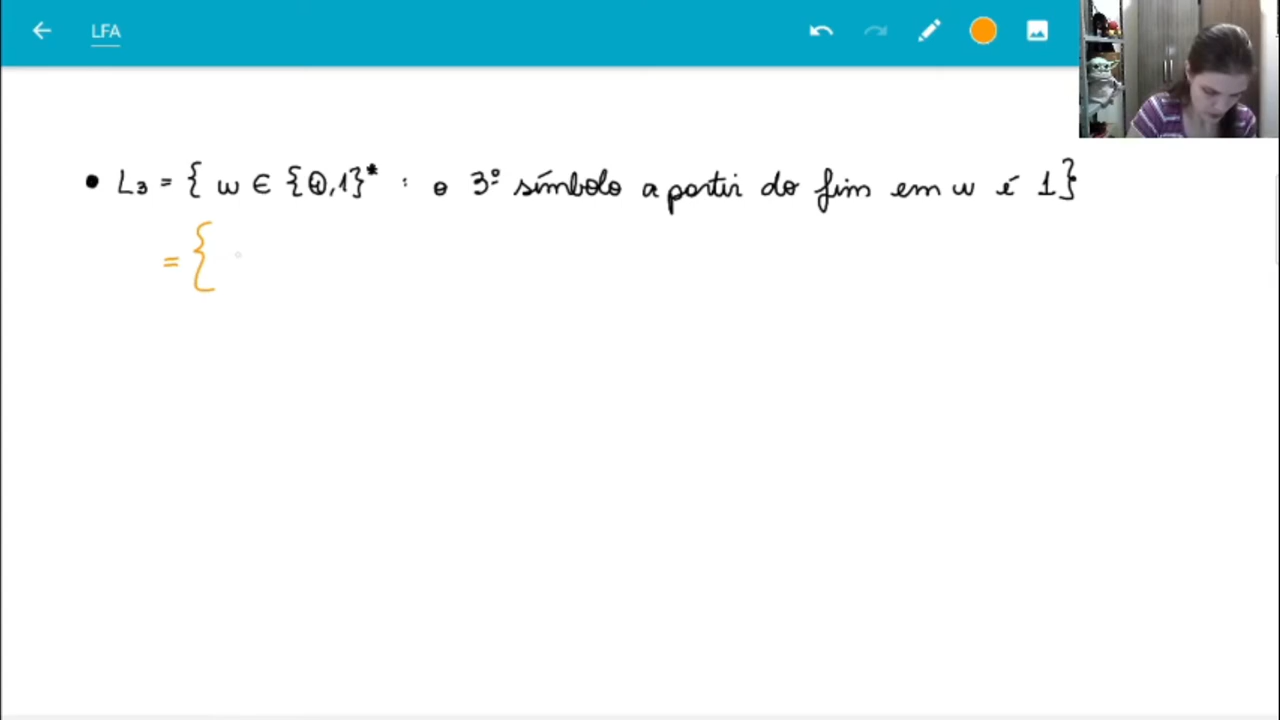 LFA
• L3 = { w ∈ {0,1}* : o 3º símbolo a partir do fim em w é 1}
= {